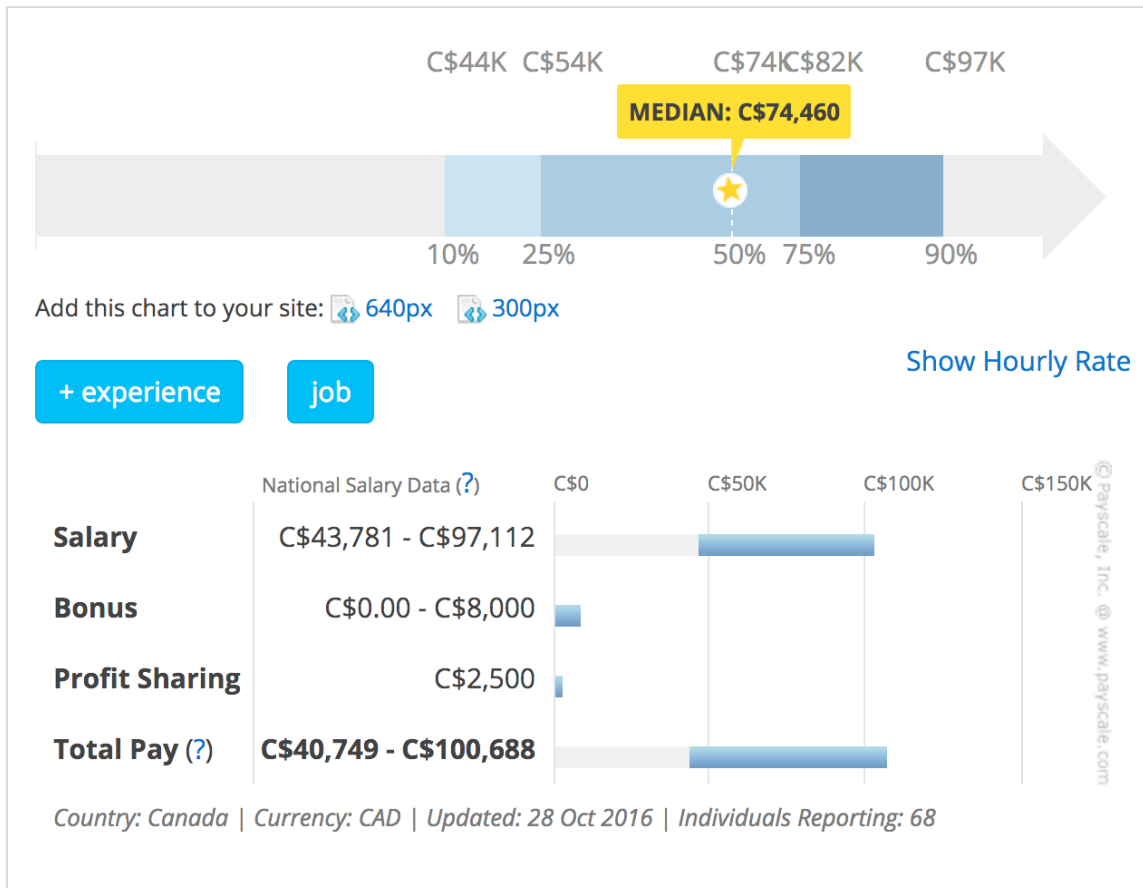 C$44K C$54K C$74K C$82K C$97K
MEDIAN: C$74,460
10% 25% 50% 75% 90%
Add this chart to your site: 640px 300px
Show Hourly Rate
+ experience job
National Salary Data (?) C$0 C$50K C$100K C$150K
Salary C$43,781 - C$97,112
Bonus C$0.00 - C$8,000
Profit Sharing C$2,500
Total Pay (?) C$40,749 - C$100,688
Country: Canada | Currency: CAD | Updated: 28 Oct 2016 | Individuals Reporting: 68
© Payscale, Inc. @ www.payscale.com